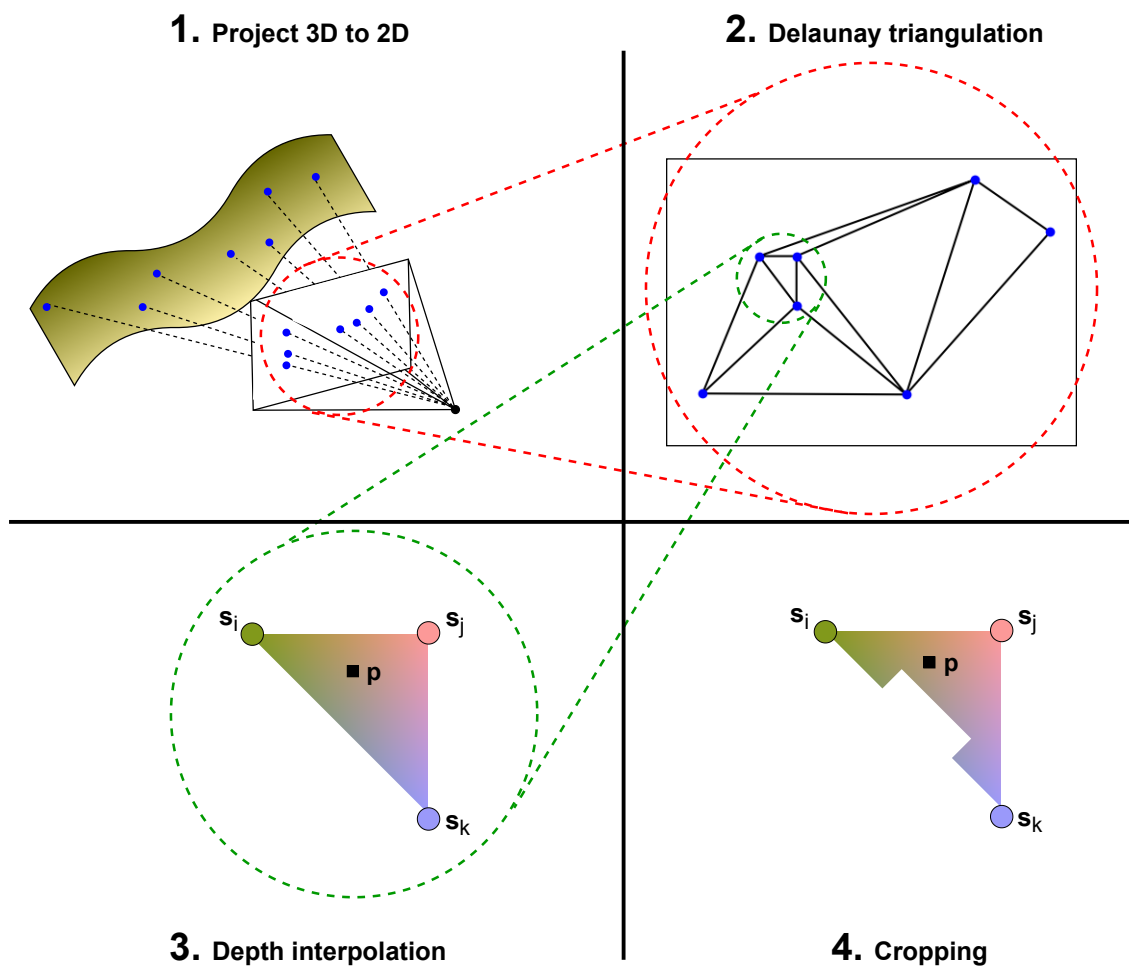 1. Project 3D to 2D
2. Delaunay triangulation
s_i
s_j
p
s_k
s_i
s_j
p
s_k
3. Depth interpolation
4. Cropping